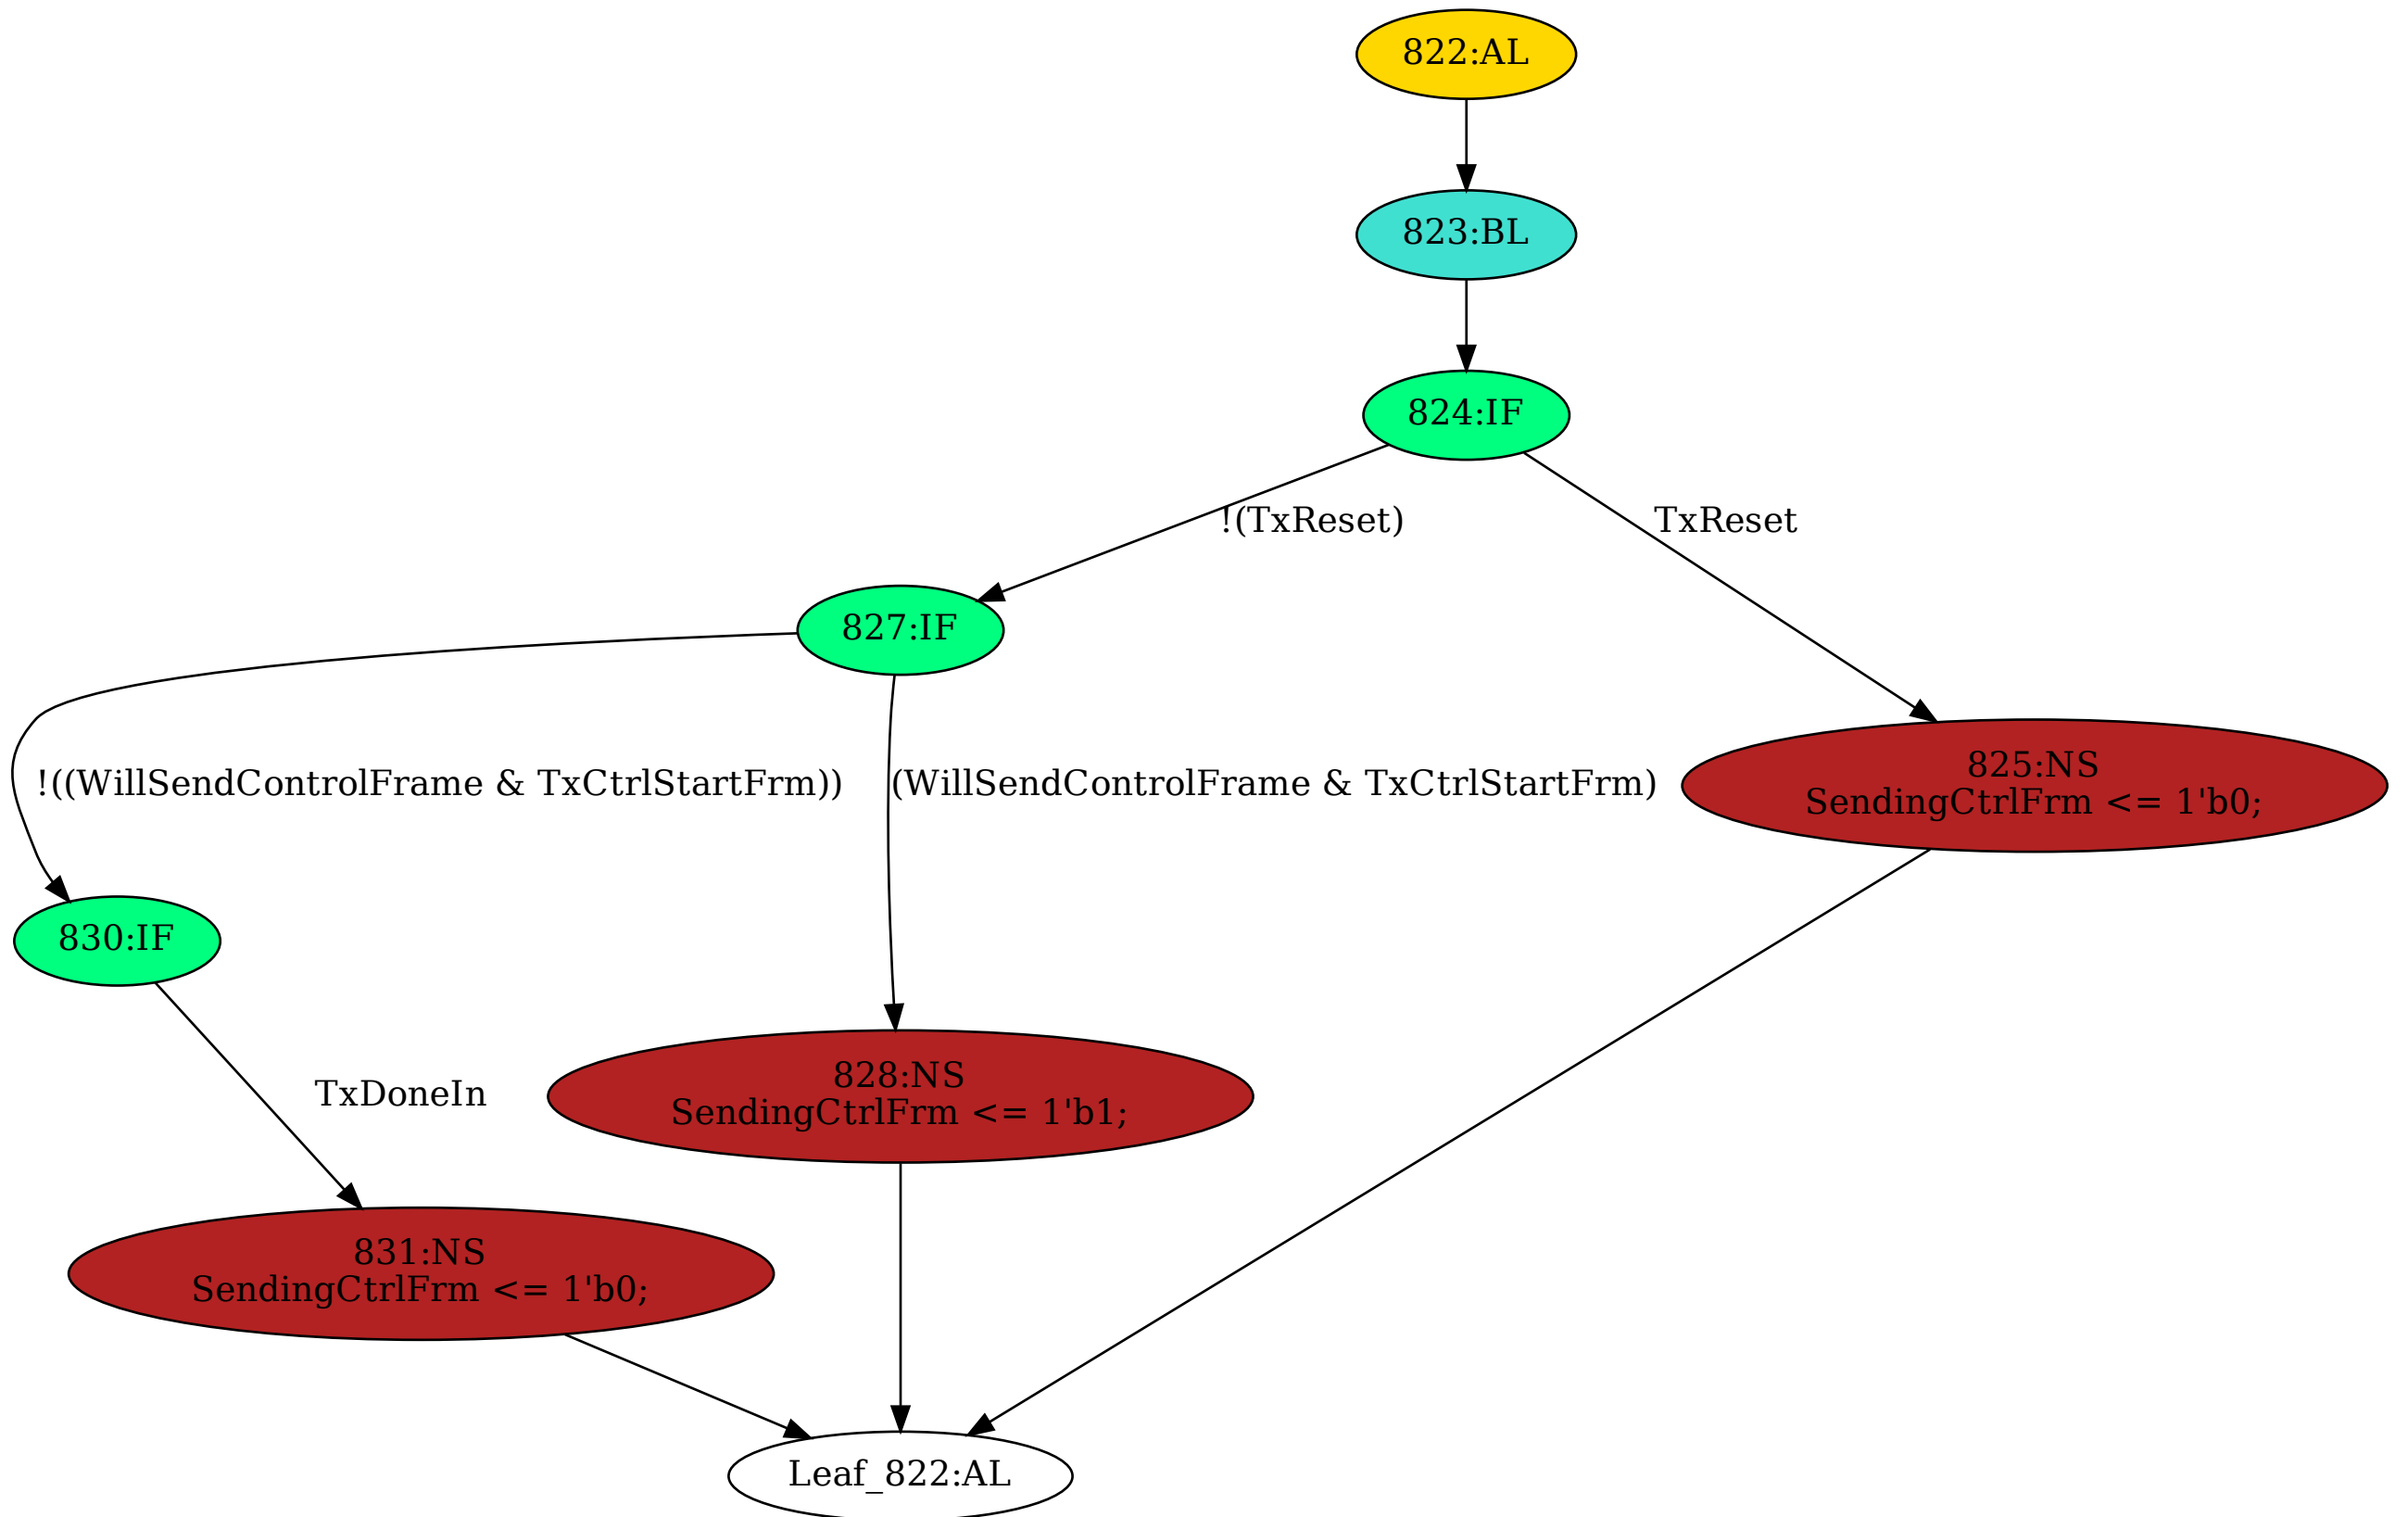 822:AL
823:BL
824:IF
!(TxReset)
TxReset
827:IF
825:NS
SendingCtrlFrm <= 1'b0;
!((WillSendControlFrame & TxCtrlStartFrm))
(WillSendControlFrame & TxCtrlStartFrm)
830:IF
TxDoneIn
828:NS
SendingCtrlFrm <= 1'b1;
831:NS
SendingCtrlFrm <= 1'b0;
Leaf_822:AL